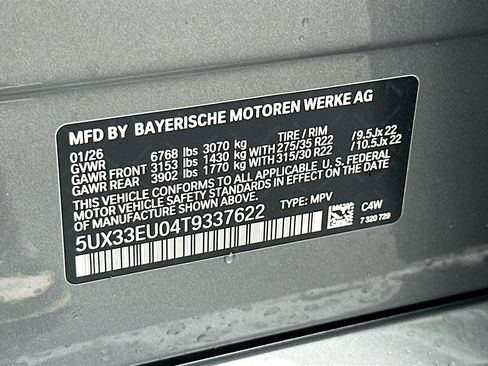 MFD BY BAYERISCHE MOTOREN WERKE AG
01/26 TIRE / RIM
GVWR 6768 lbs 3070 kg
GAWR FRONT 3153 lbs 1430 kg 275/35 R22 / 9.5Jx22
GAWR REAR 3902 lbs 1770 kg 315/30 R22 / 10.5Jx22
THIS VEHICLE CONFORMS TO ALL APPLICABLE U.S. FEDERAL
MOTOR VEHICLE SAFETY STANDARDS IN EFFECT ON THE DATE
OF MANUFACTURE SHOWN ABOVE.
5UX33EU04T9337622 TYPE: MPV C4W
7 320 729